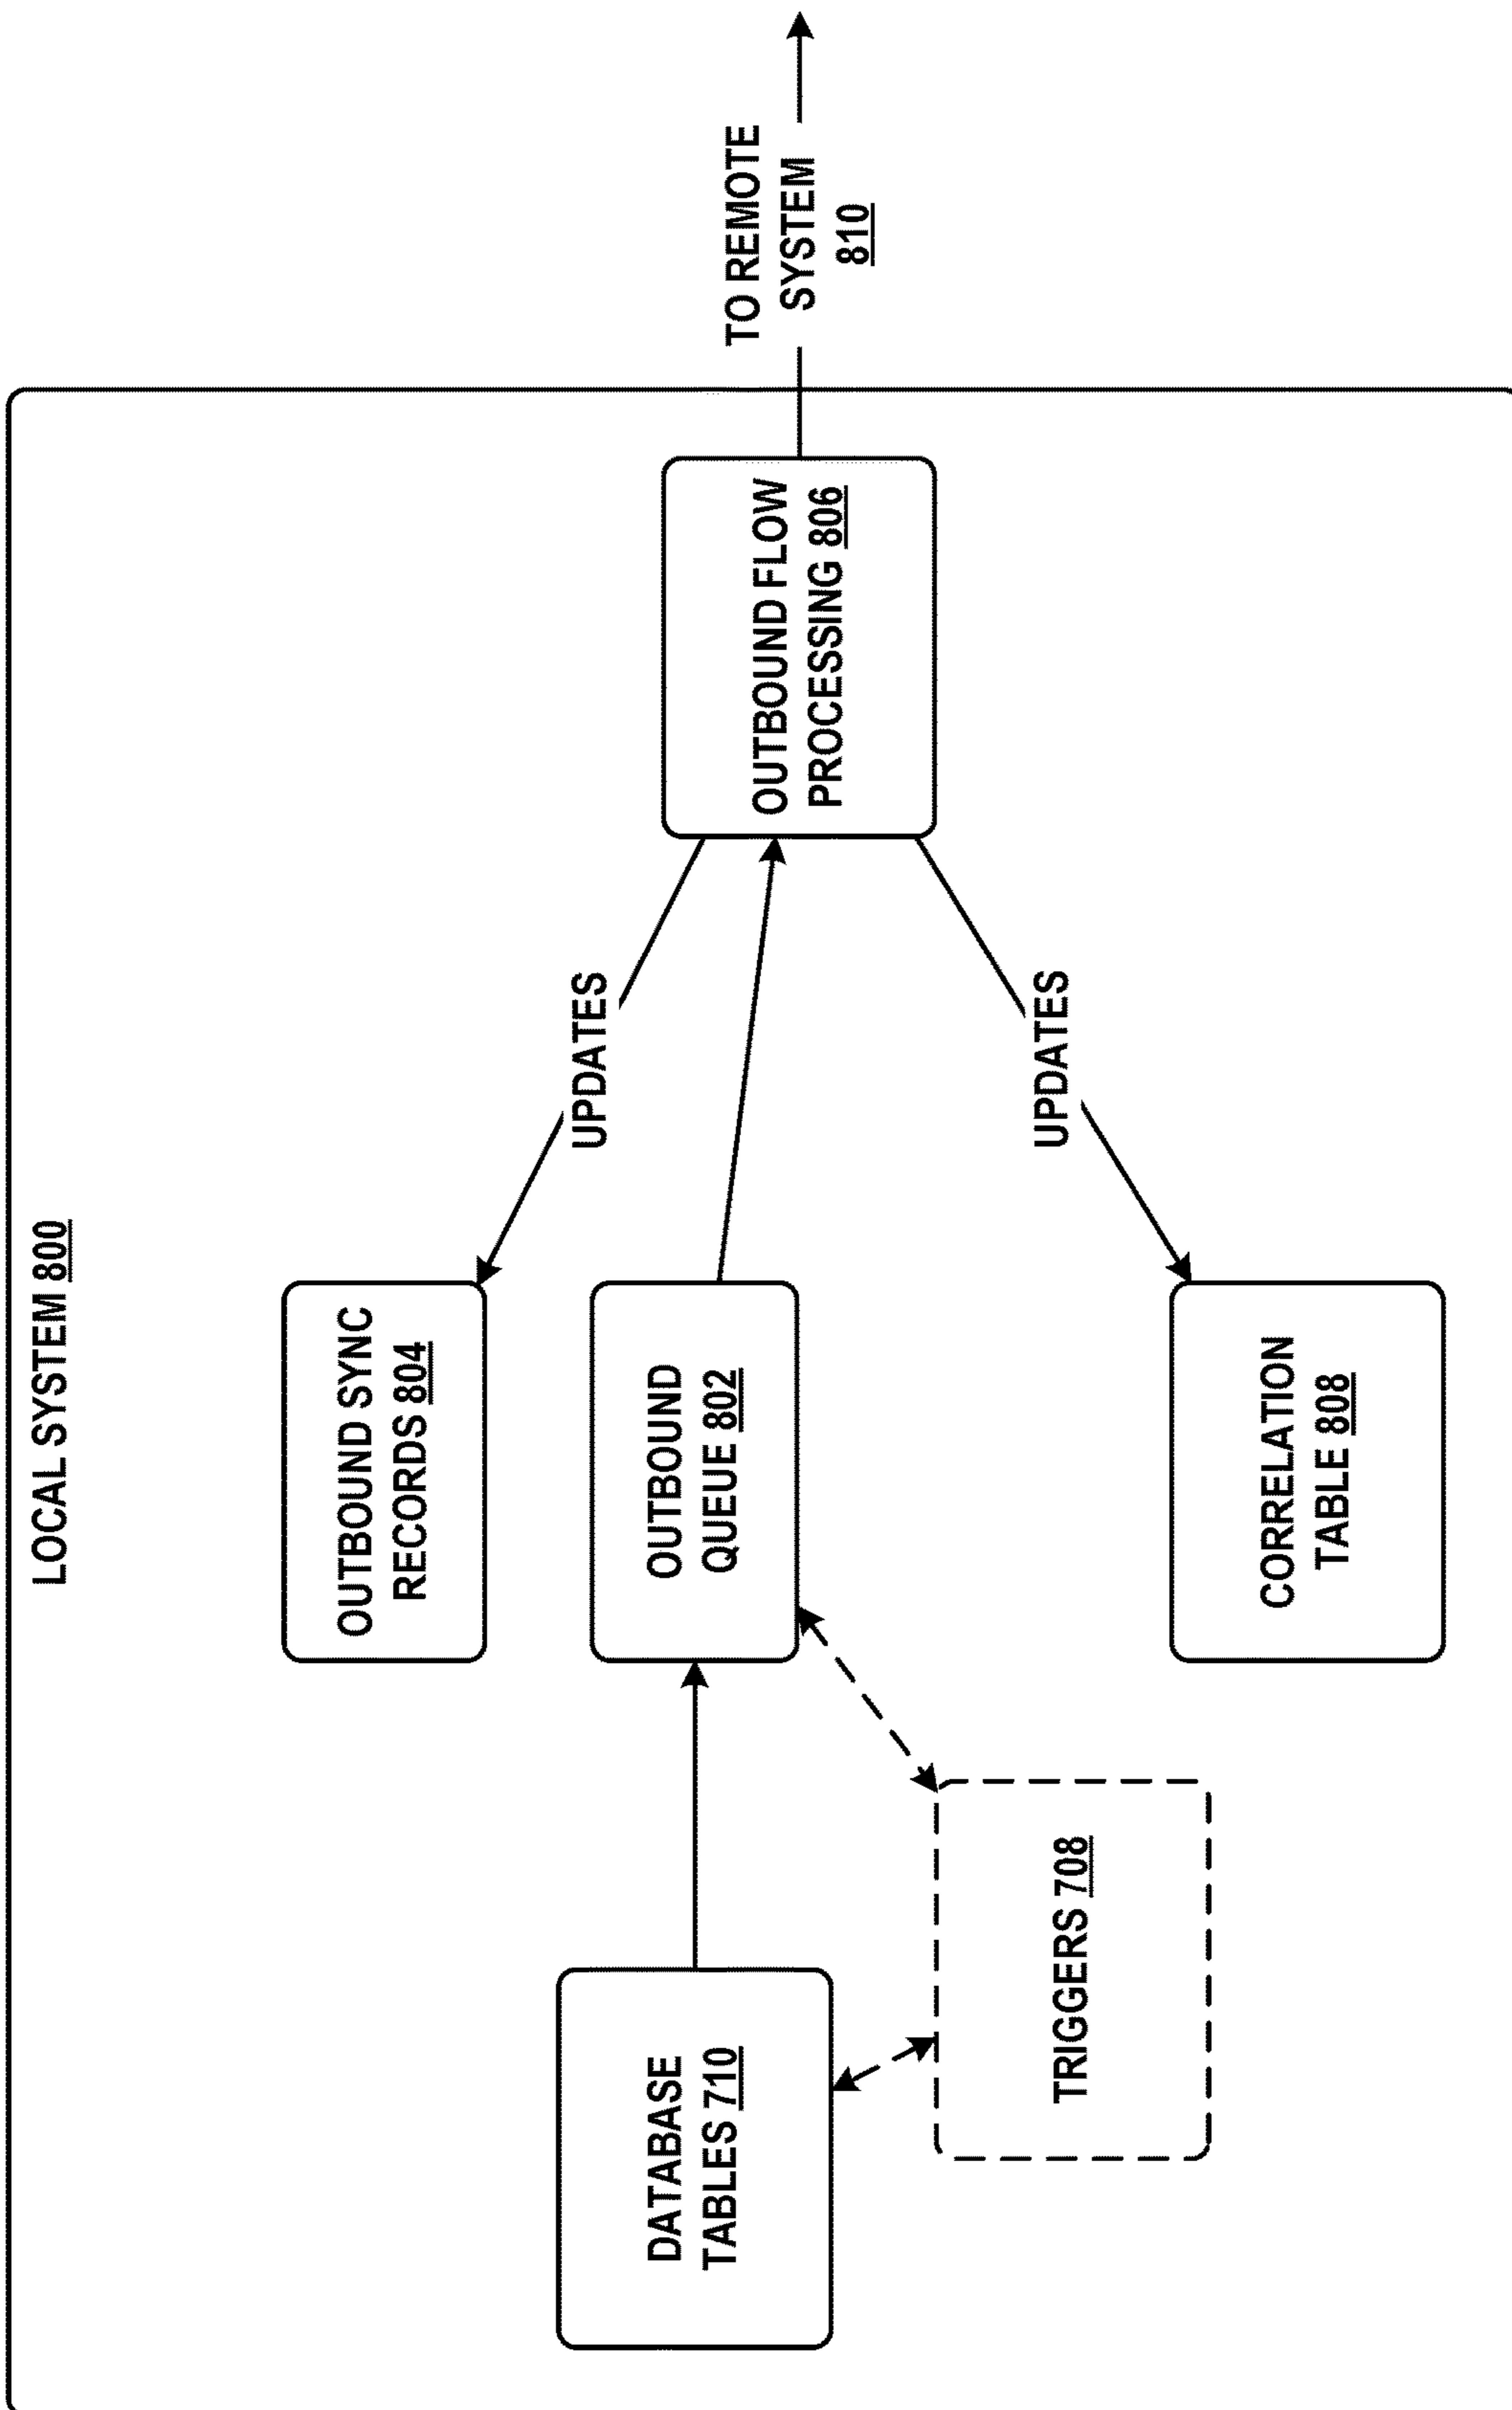 LOCAL SYSTEM 800
OUTBOUND SYNC
RECORDS 804
UPDATES
DATABASE
TABLES 710
OUTBOUND
QUEUE 802
OUTBOUND FLOW
PROCESSING 806
TO REMOTE
SYSTEM
810
TRIGGERS 708
UPDATES
CORRELATION
TABLE 808